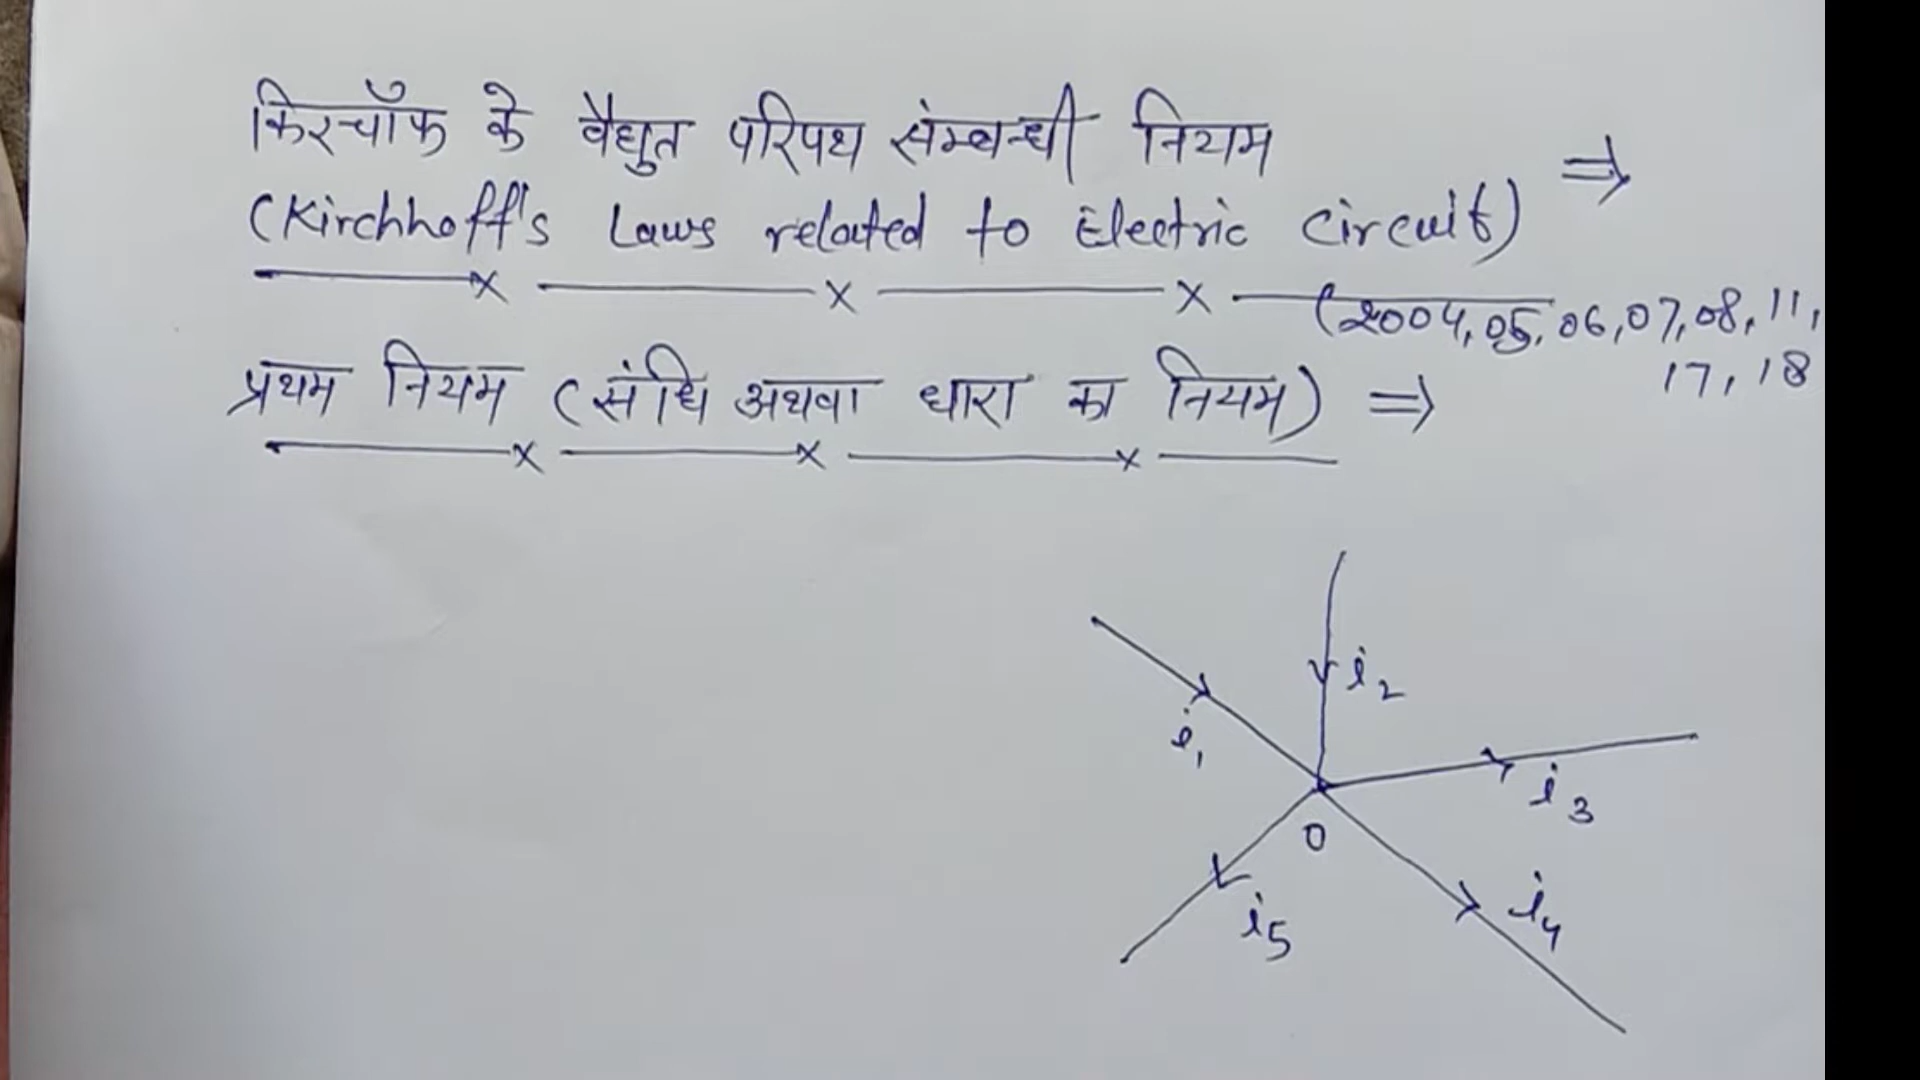 किरचॉफ के वैद्युत परिपथ संम्बन्धी नियम ⇒
(Kirchhoff's Laws related to Electric Circuit)
(2004, 05, 06, 07, 08, 11,
17, 18
प्रथम नियम (संधि अथवा धारा का नियम) ⇒
i2
i1
i3
O
i4
i5